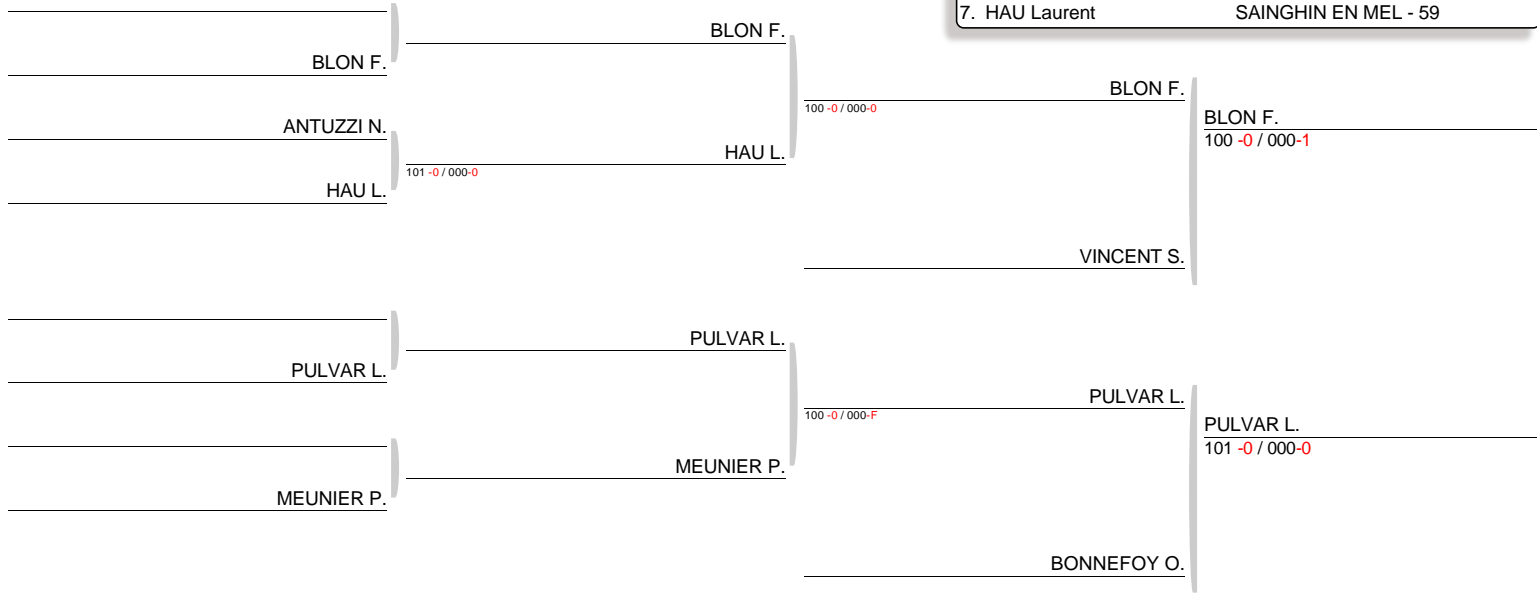 7. HAU Laurent SAINGHIN EN MEL - 59
BLON F.
BLON F.
BLON F.
100 -0 / 000-0
BLON F.
100 -0 / 000-1
ANTUZZI N.
HAU L.
101 -0 / 000-0
HAU L.
VINCENT S.
PULVAR L.
PULVAR L.
PULVAR L.
100 -0 / 000-F
PULVAR L.
101 -0 / 000-0
MEUNIER P.
MEUNIER P.
BONNEFOY O.